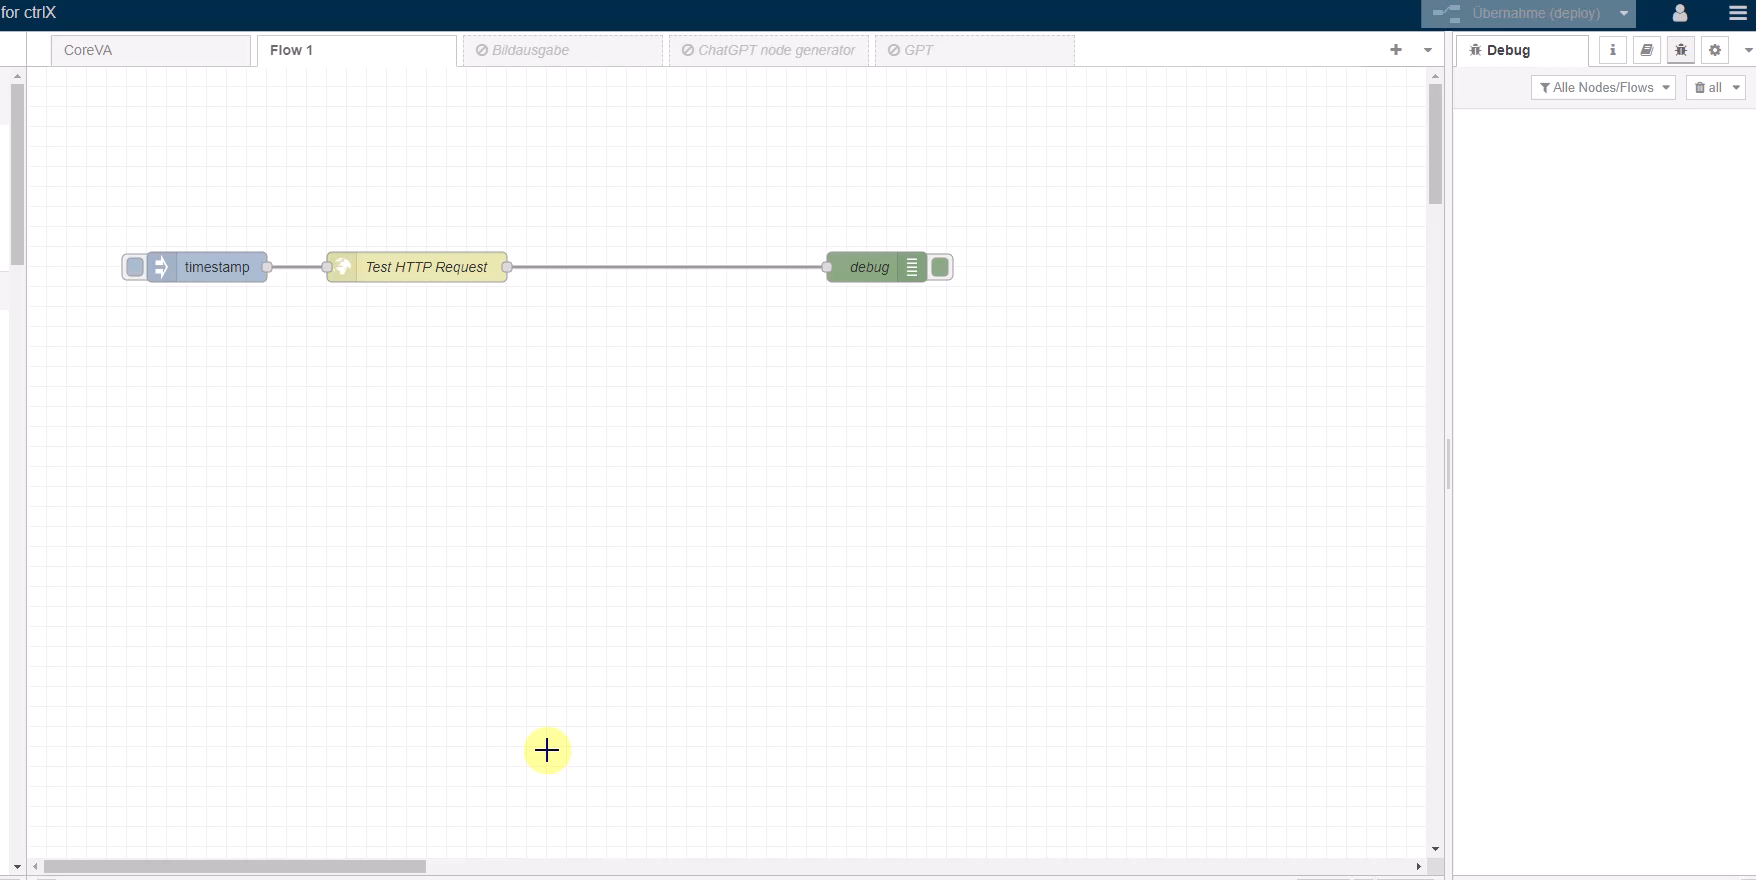 for ctrlX
Übernahme (deploy)
CoreVA
Flow 1
Bildausgabe
ChatGPT node generator
GPT
Debug
Alle Nodes/Flows
all
timestamp
Test HTTP Request
debug